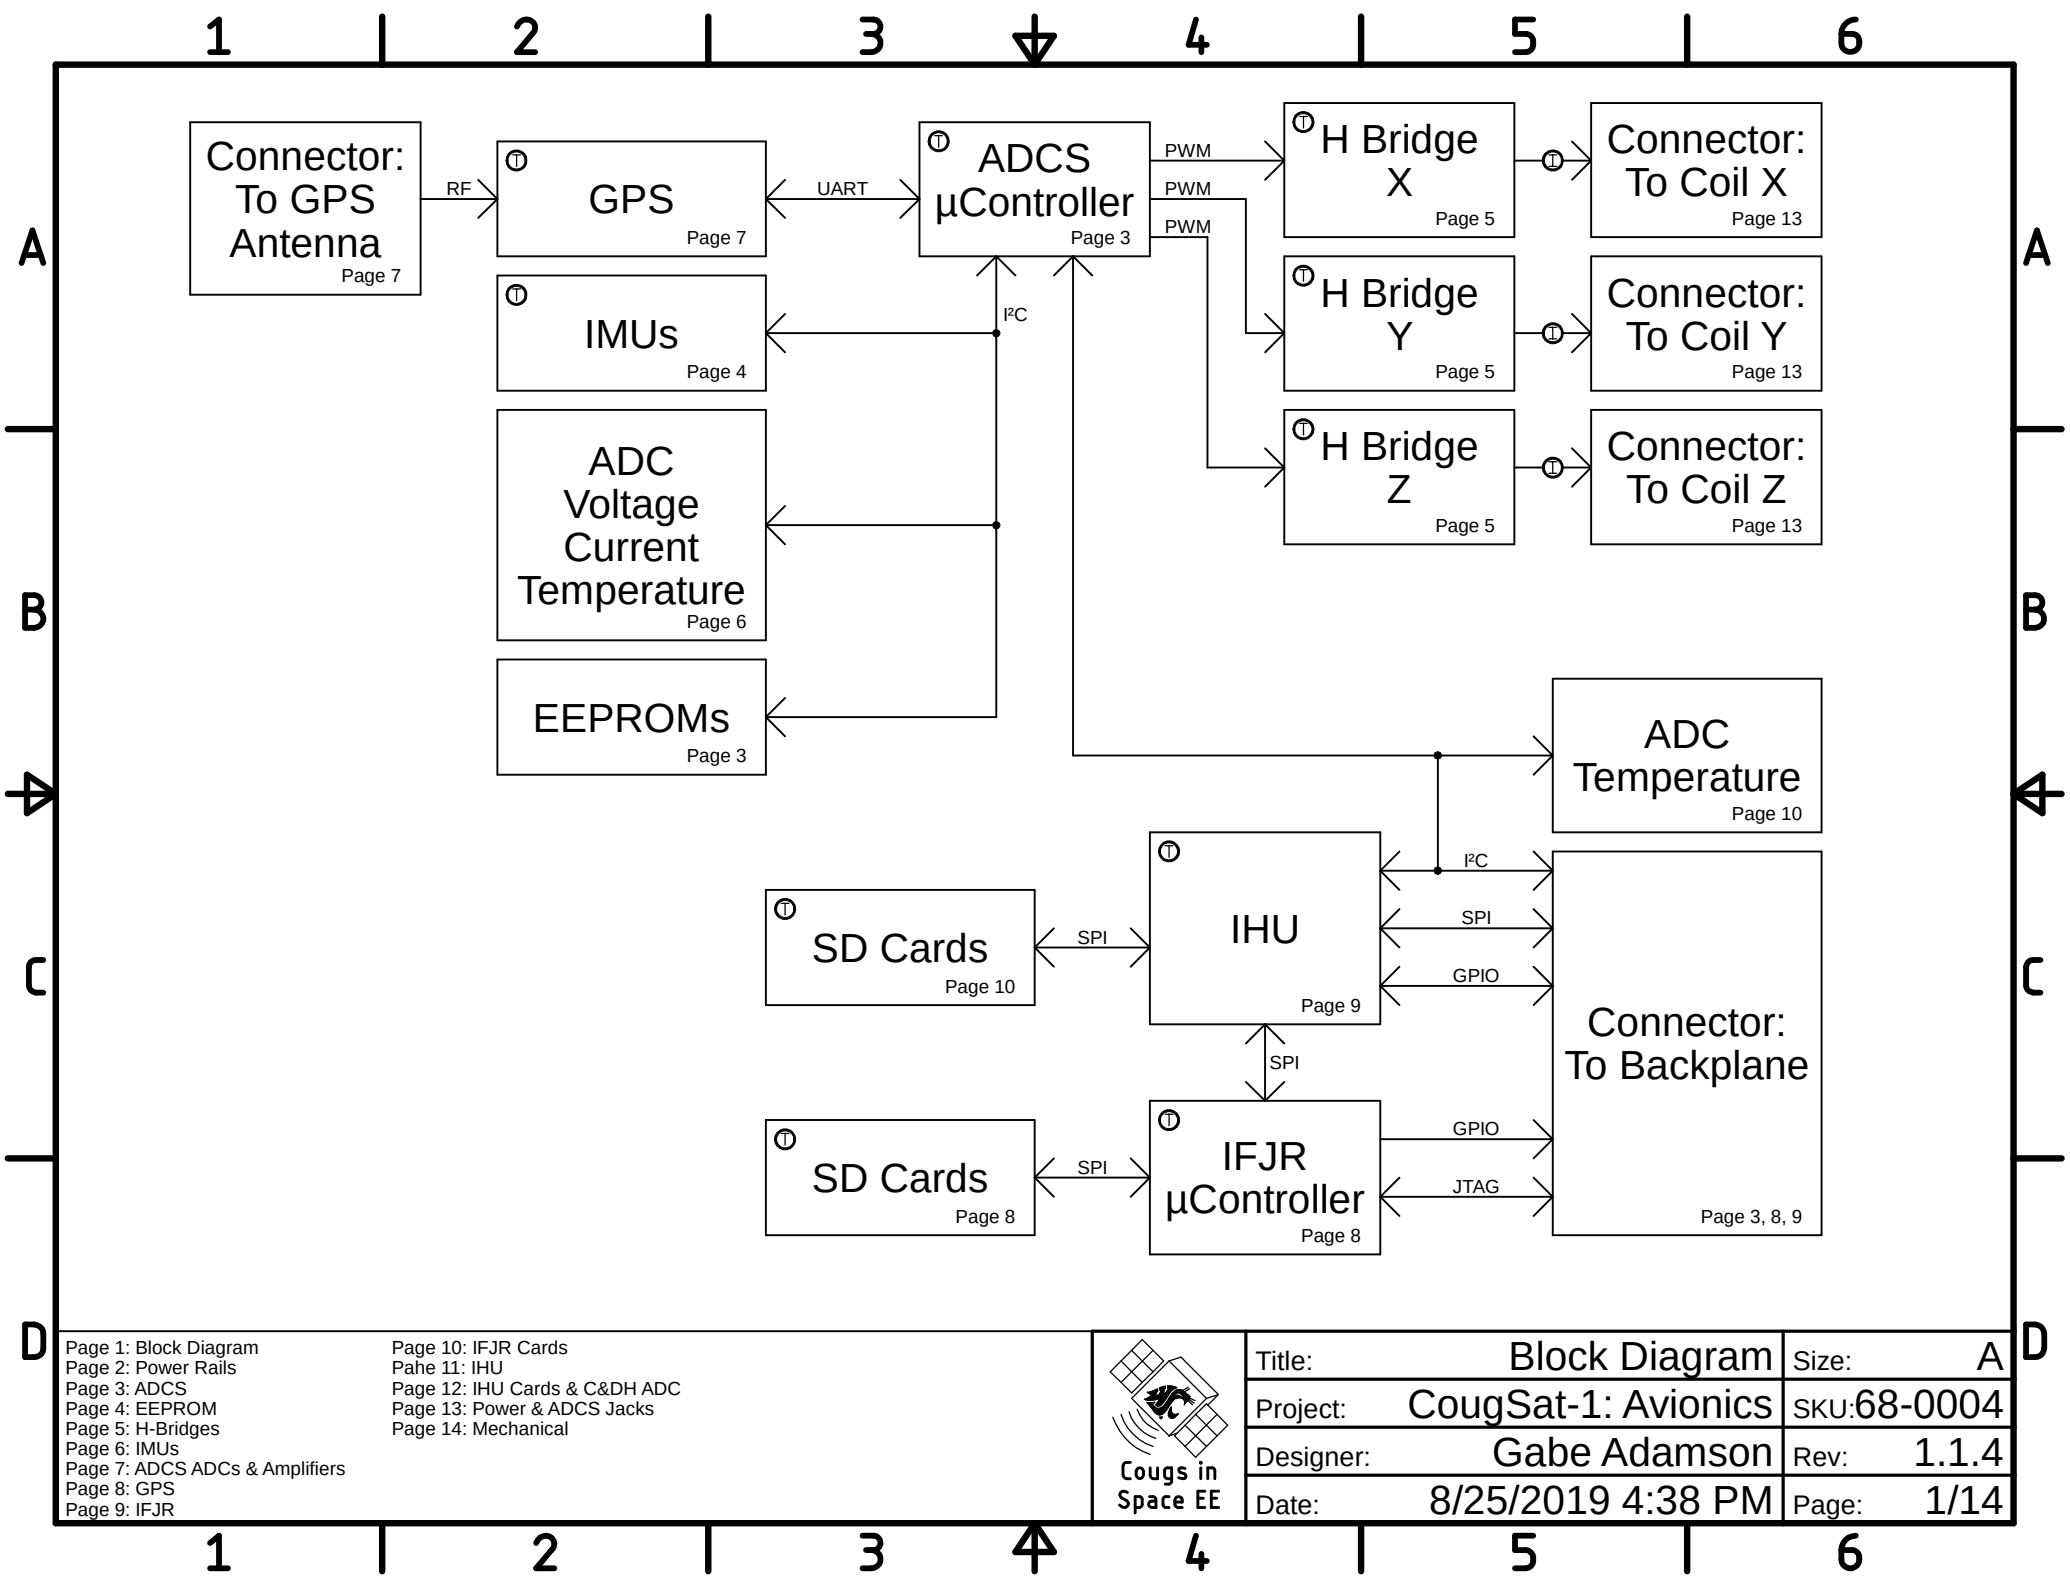 1 2 3 4 5 6
A A
B B
C C
D D
Connector:
To GPS
Antenna
Page 7
RF
T
GPS
Page 7
UART
T
ADCS
µController
Page 3
PWM
PWM
PWM
T
H Bridge
X
Page 5
I
Connector:
To Coil X
Page 13
T
IMUs
Page 4
I²C
T
H Bridge
Y
Page 5
I
Connector:
To Coil Y
Page 13
ADC
Voltage
Current
Temperature
Page 6
T
H Bridge
Z
Page 5
I
Connector:
To Coil Z
Page 13
EEPROMs
Page 3
ADC
Temperature
Page 10
T
SD Cards
Page 10
SPI
T
IHU
Page 9
I²C
SPI
GPIO
Connector:
To Backplane
Page 3, 8, 9
SPI
T
SD Cards
Page 8
SPI
T
IFJR
µController
Page 8
GPIO
JTAG
Page 1: Block Diagram
Page 2: Power Rails
Page 3: ADCS
Page 4: EEPROM
Page 5: H-Bridges
Page 6: IMUs
Page 7: ADCS ADCs & Amplifiers
Page 8: GPS
Page 9: IFJR
Page 10: IFJR Cards
Pahe 11: IHU
Page 12: IHU Cards & C&DH ADC
Page 13: Power & ADCS Jacks
Page 14: Mechanical
Cougs in
Space EE
Title: Block Diagram
Size: A
Project: CougSat-1: Avionics
SKU:68-0004
Designer: Gabe Adamson
Rev: 1.1.4
Date: 8/25/2019 4:38 PM
Page: 1/14
1 2 3 4 5 6